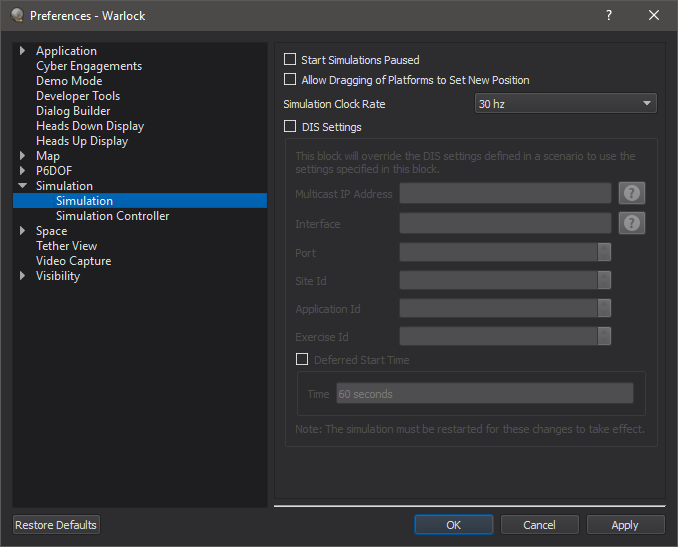 Preferences - Warlock
?
Application
Cyber Engagements
Demo Mode
Developer Tools
Dialog Builder
Heads Down Display
Heads Up Display
Map
P6DOF
Simulation
Simulation
Simulation Controller
Space
Tether View
Video Capture
Visibility
Start Simulations Paused
Allow Dragging of Platforms to Set New Position
Simulation Clock Rate 30 hz
DIS Settings
This block will override the DIS settings defined in a scenario to use the
settings specified in this block.
Multicast IP Address ?
Interface ?
Port
Site Id
Application Id
Exercise Id
Deferred Start Time
Time 60 seconds
Note: The simulation must be restarted for these changes to take effect.
Restore Defaults OK Cancel Apply